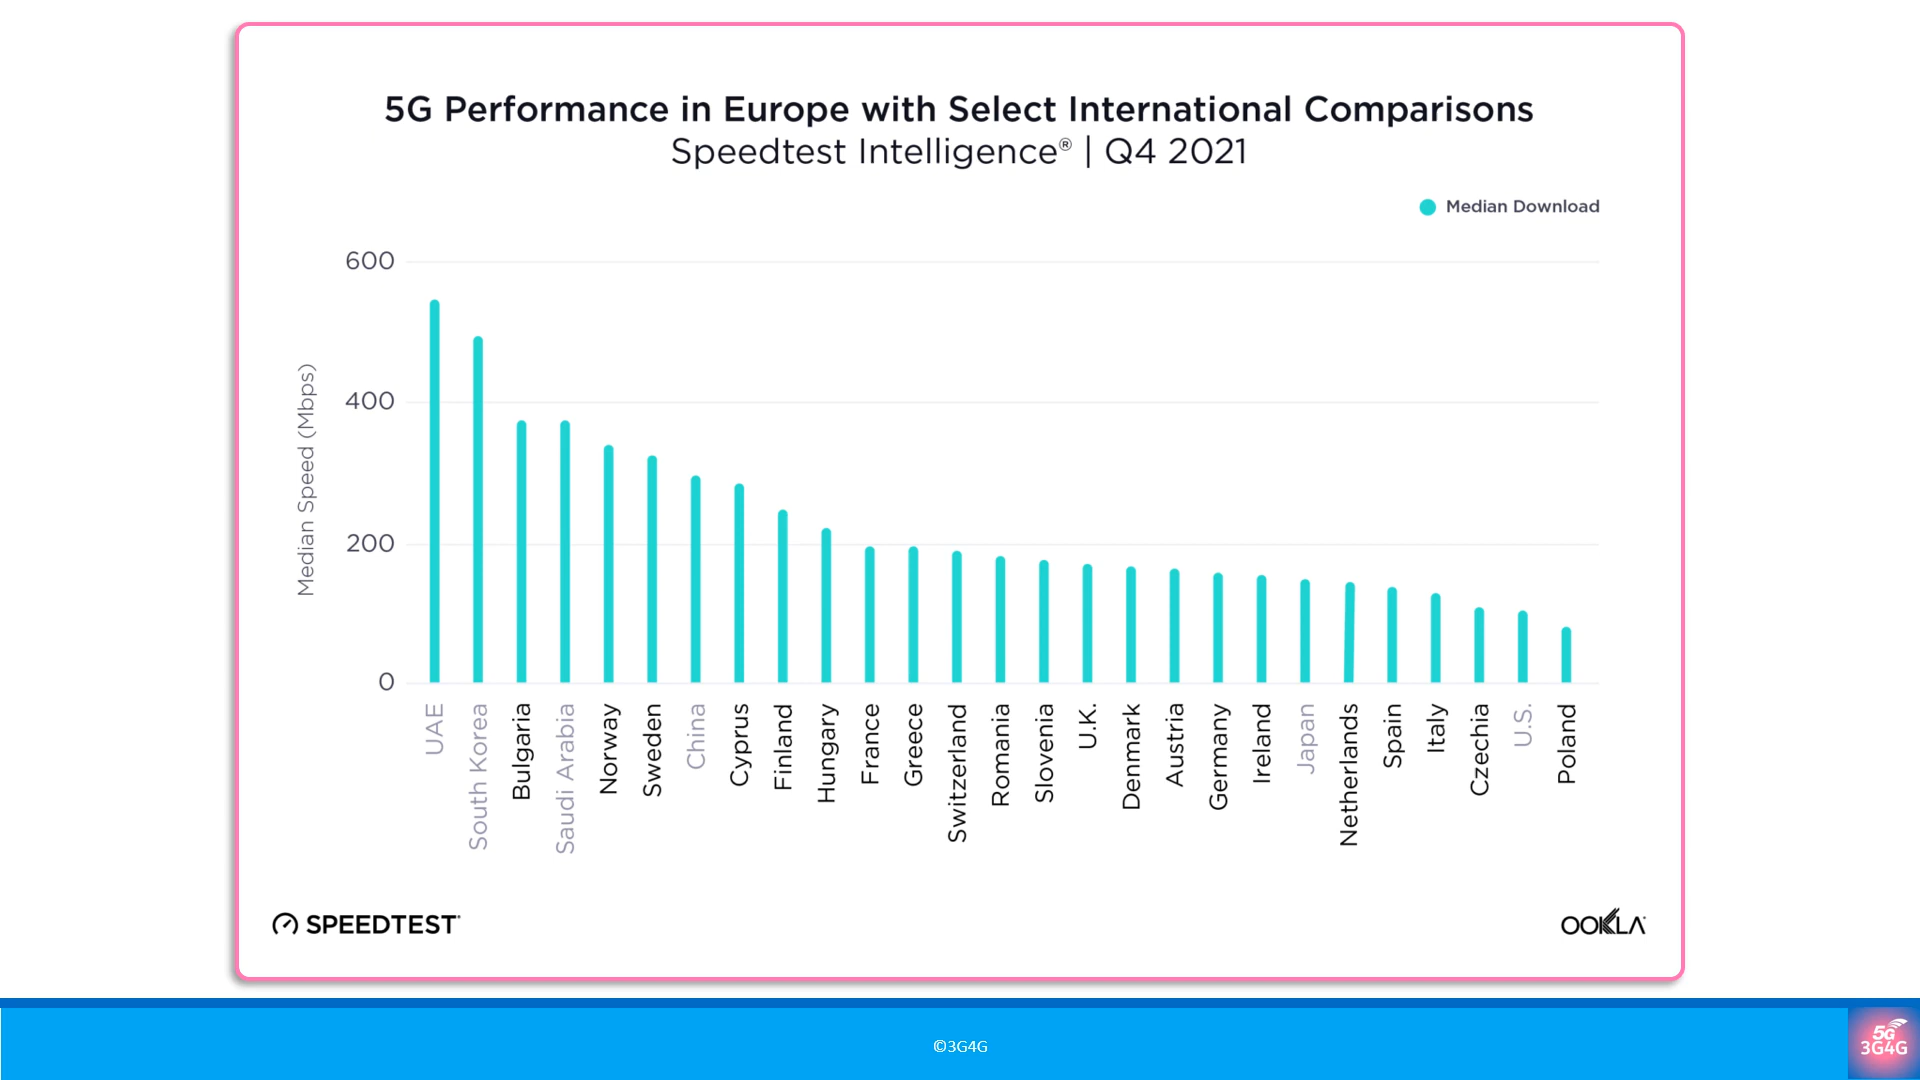 5G Performance in Europe with Select International Comparisons
Speedtest Intelligence® | Q4 2021
Median Download
600
400
200
0
Median Speed (Mbps)
UAE
South Korea
Bulgaria
Saudi Arabia
Norway
Sweden
China
Cyprus
Finland
Hungary
France
Greece
Switzerland
Romania
Slovenia
U.K.
Denmark
Austria
Germany
Ireland
Japan
Netherlands
Spain
Italy
Czechia
U.S.
Poland
SPEEDTEST
OOKLA
©3G4G
5G
3G4G